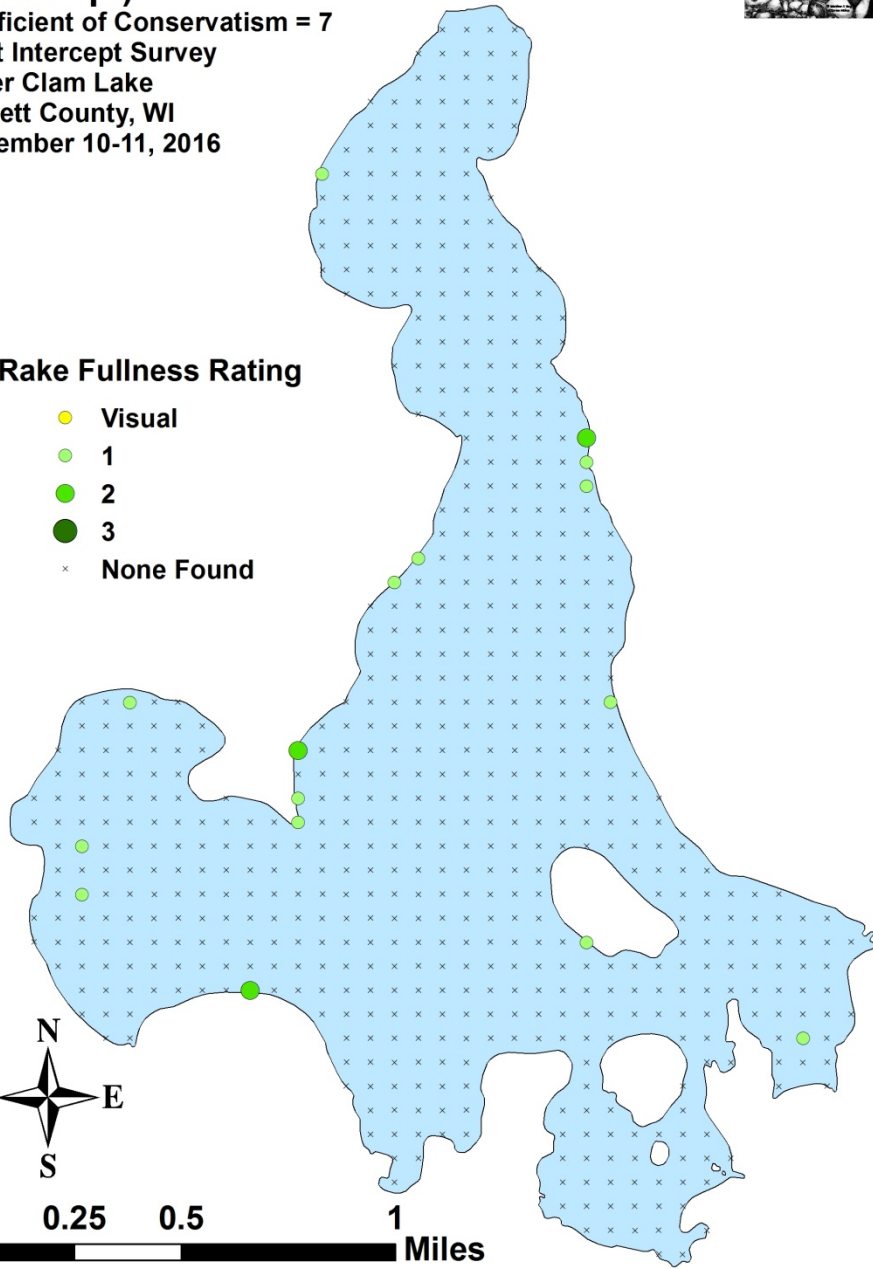 ficient of Conservatism = 7
t Intercept Survey
er Clam Lake
ett County, WI
ember 10-11, 2016
Rake Fullness Rating
Visual
1
2
3
None Found
N
E
S
0.25 0.5 1
Miles